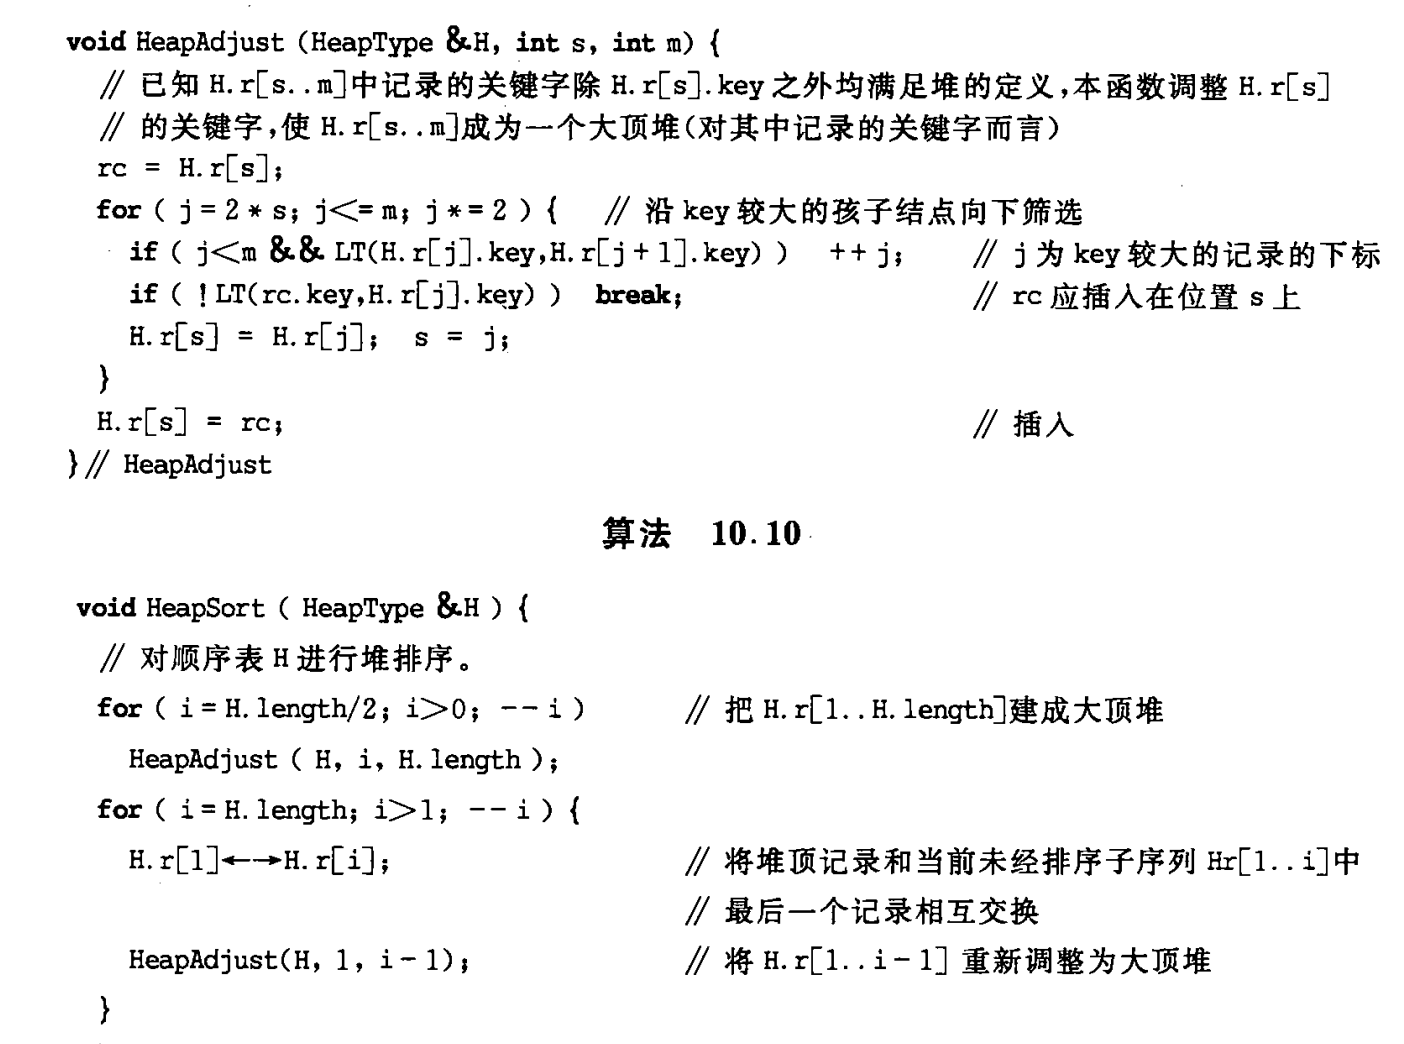 void HeapAdjust (HeapType &H, int s, int m) {
// 已知 H.r[s..m]中记录的关键字除 H.r[s].key 之外均满足堆的定义,本函数调整 H.r[s]
// 的关键字,使 H.r[s..m]成为一个大顶堆(对其中记录的关键字而言)
rc = H.r[s];
for ( j=2 * s; j<=m; j *=2 ) { // 沿 key 较大的孩子结点向下筛选
if ( j<m && LT(H.r[j].key,H.r[j+1].key) ) ++j; // j 为 key 较大的记录的下标
if ( !LT(rc.key,H.r[j].key) ) break; // rc 应插入在位置 s 上
H.r[s] = H.r[j]; s = j;
}
H.r[s] = rc; // 插入
}// HeapAdjust
算法 10.10
void HeapSort ( HeapType &H ) {
// 对顺序表 H 进行堆排序。
for ( i=H.length/2; i>0; --i ) // 把 H.r[1..H.length]建成大顶堆
HeapAdjust ( H, i, H.length );
for ( i=H.length; i>1; --i ) {
H.r[1]←→H.r[i]; // 将堆顶记录和当前未经排序子序列 Hr[1..i]中
// 最后一个记录相互交换
HeapAdjust(H, 1, i-1); // 将 H.r[1..i-1] 重新调整为大顶堆
}